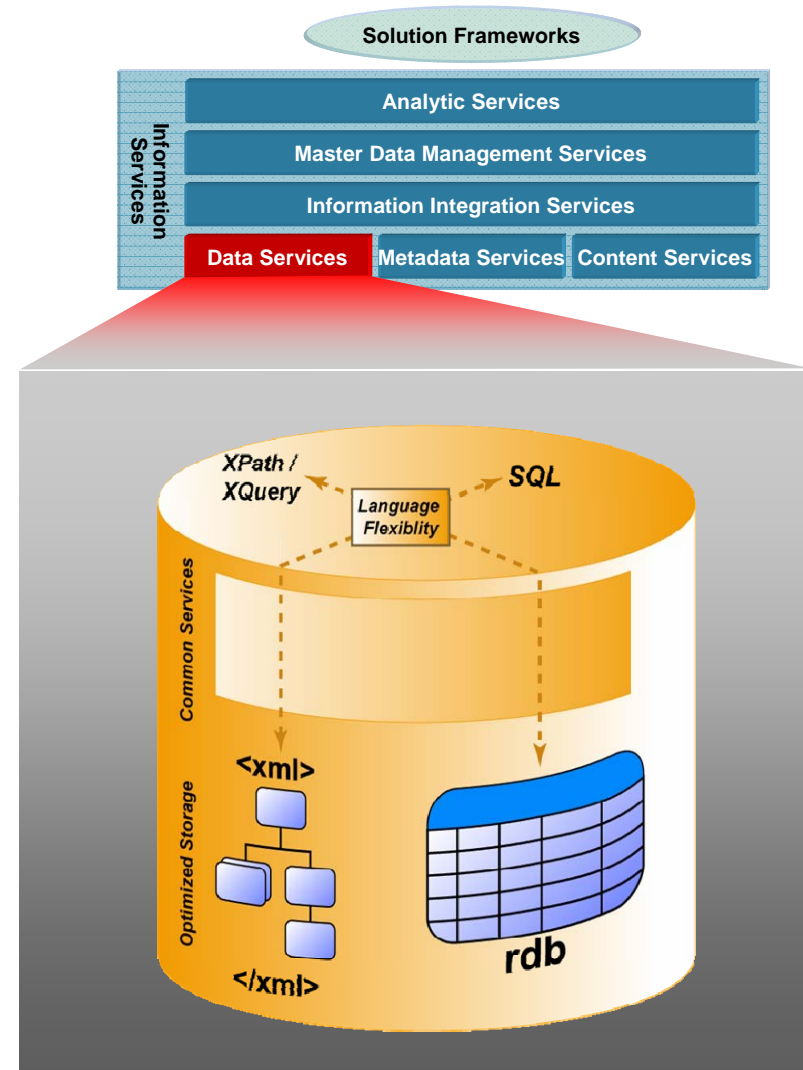 Solution Frameworks
Information
Services
Analytic Services
Master Data Management Services
Information Integration Services
Data Services
Metadata Services
Content Services
XPath /
XQuery
SQL
Language
Flexiblity
Common Services
Optimized Storage
<xml>
</xml>
rdb